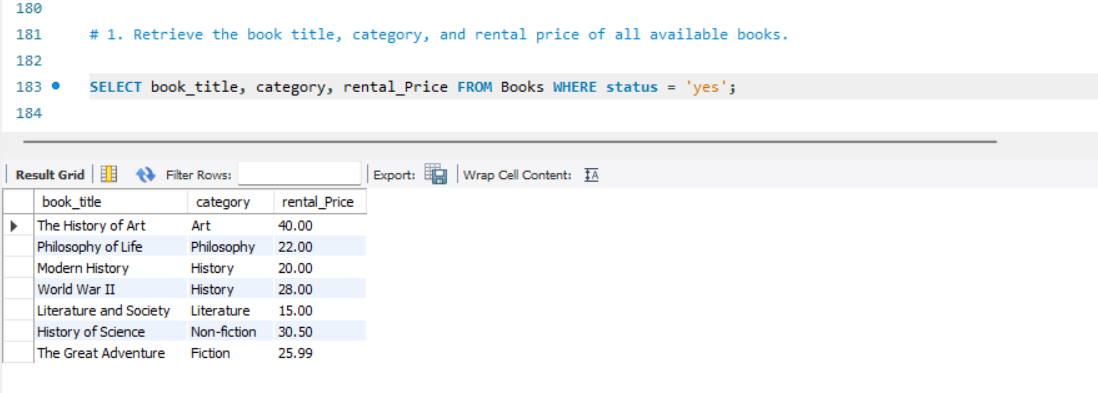 180
181 # 1. Retrieve the book title, category, and rental price of all available books.
182
183 SELECT book_title, category, rental_Price FROM Books WHERE status = 'yes';
184
Result Grid Filter Rows: Export: Wrap Cell Content: IA
book_title category rental_Price
The History of Art Art 40.00
Philosophy of Life Philosophy 22.00
Modern History History 20.00
World War II History 28.00
Literature and Society Literature 15.00
History of Science Non-fiction 30.50
The Great Adventure Fiction 25.99